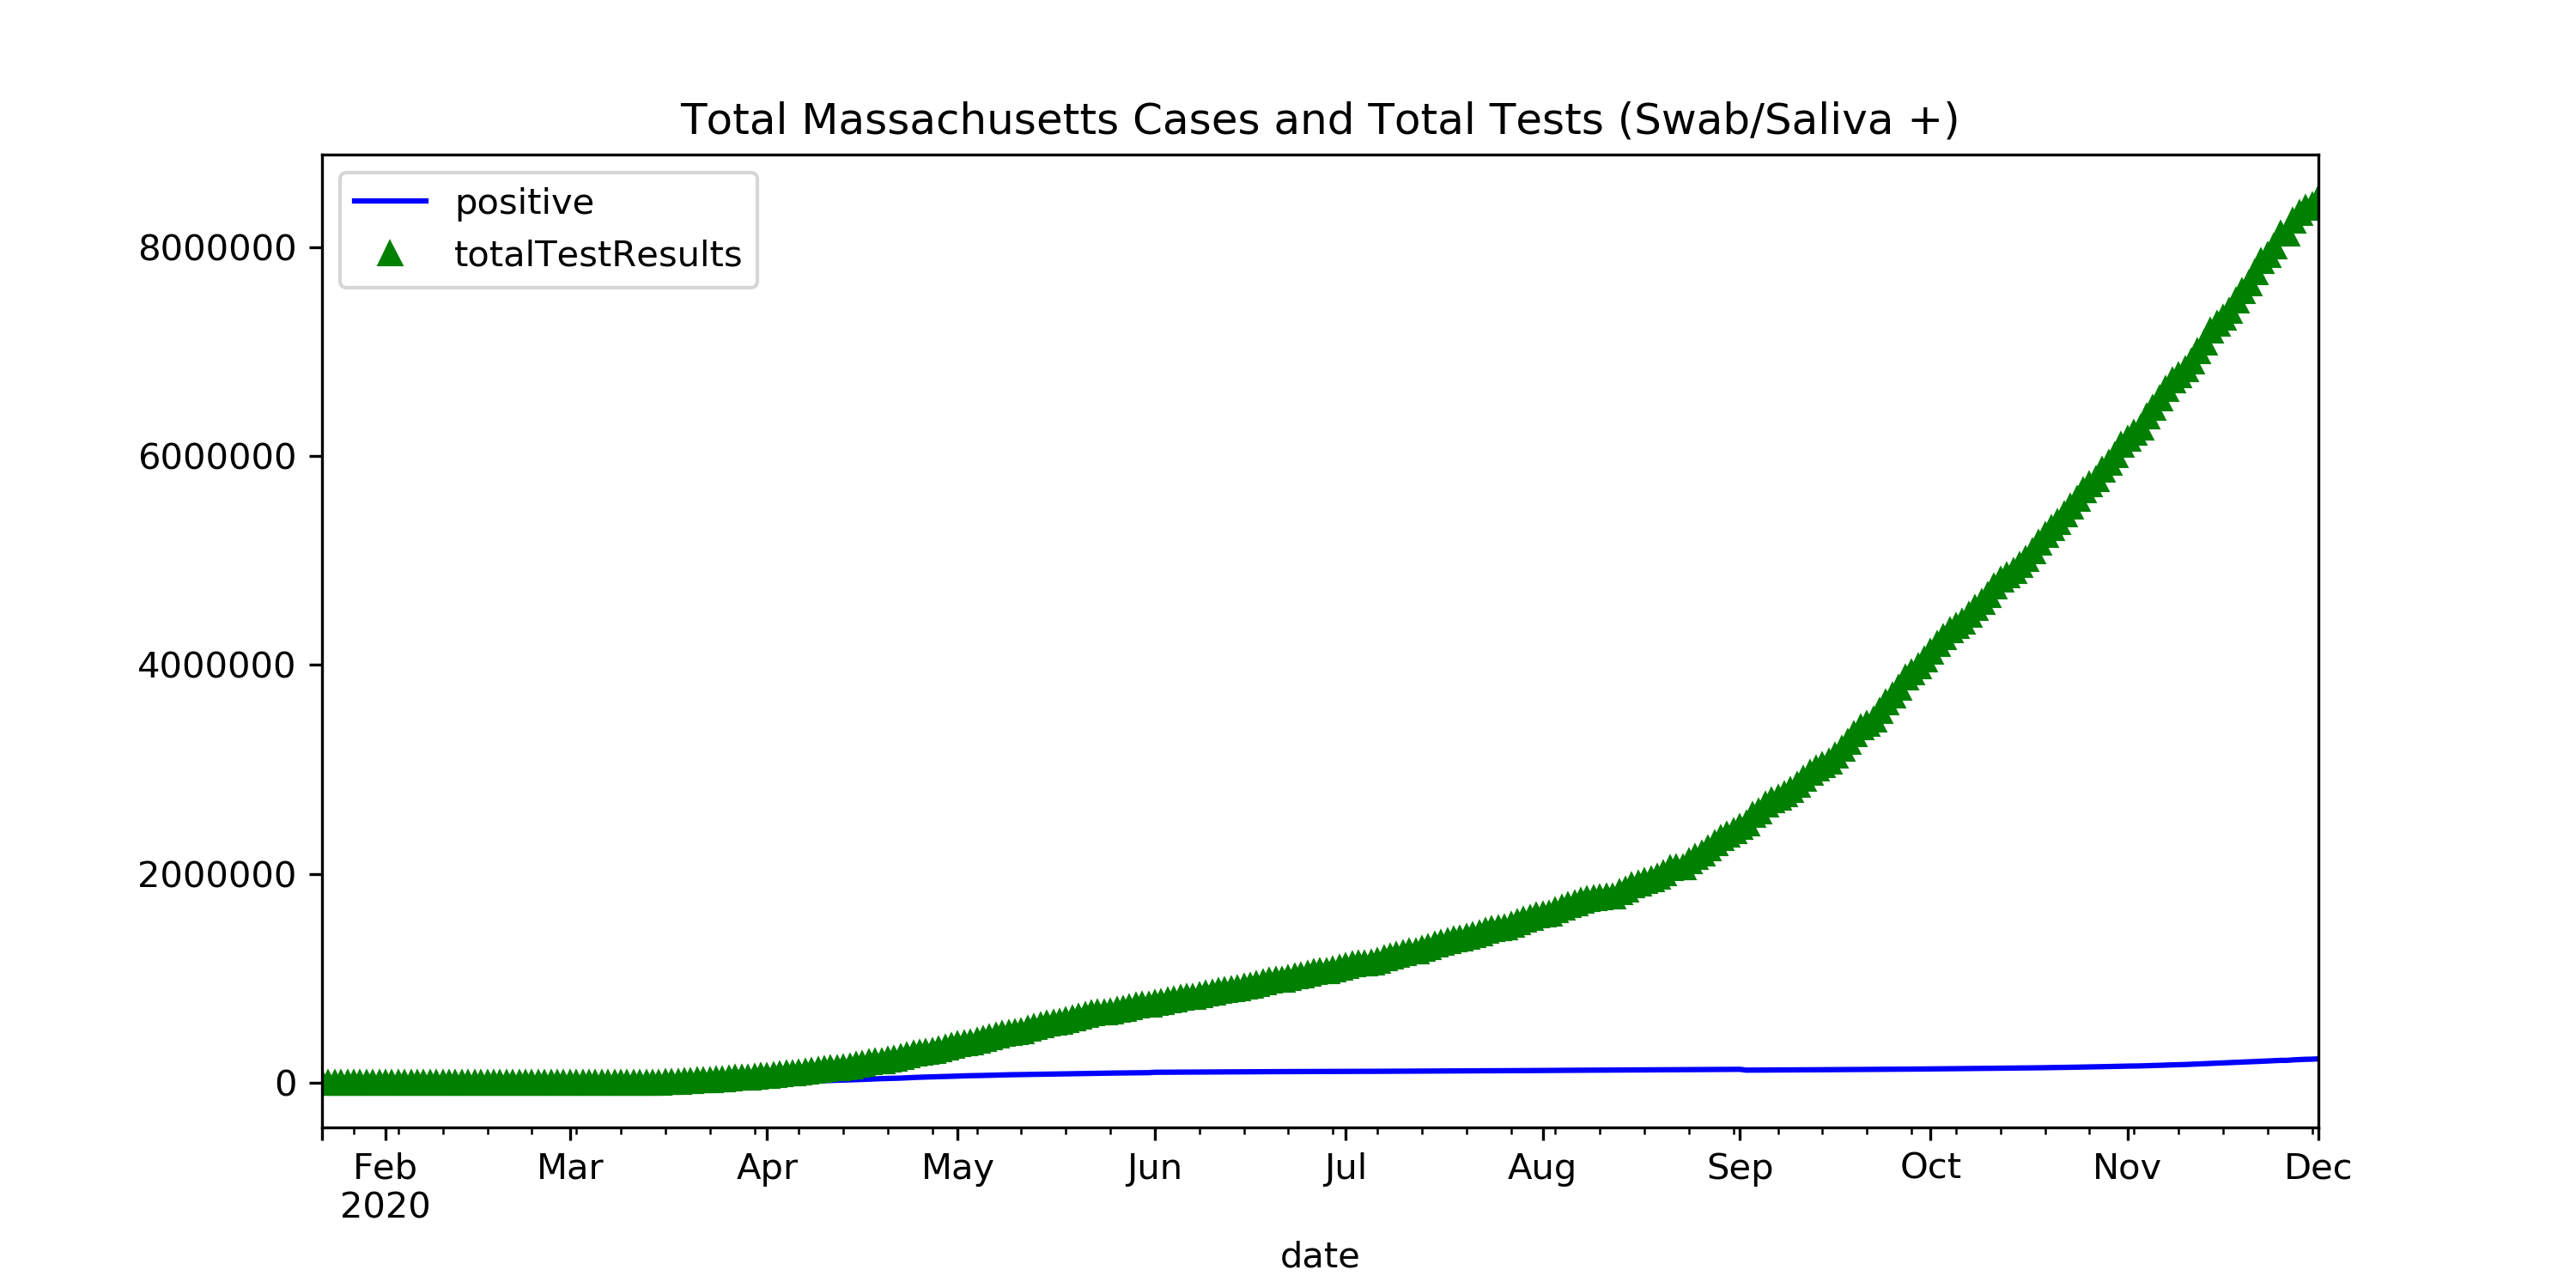 Total Massachusetts Cases and Total Tests (Swab/Saliva +)
positive
totalTestResults
8000000
6000000
4000000
2000000
0
Feb Mar Apr May Jun Jul Aug Sep Oct Nov Dec
2020
date